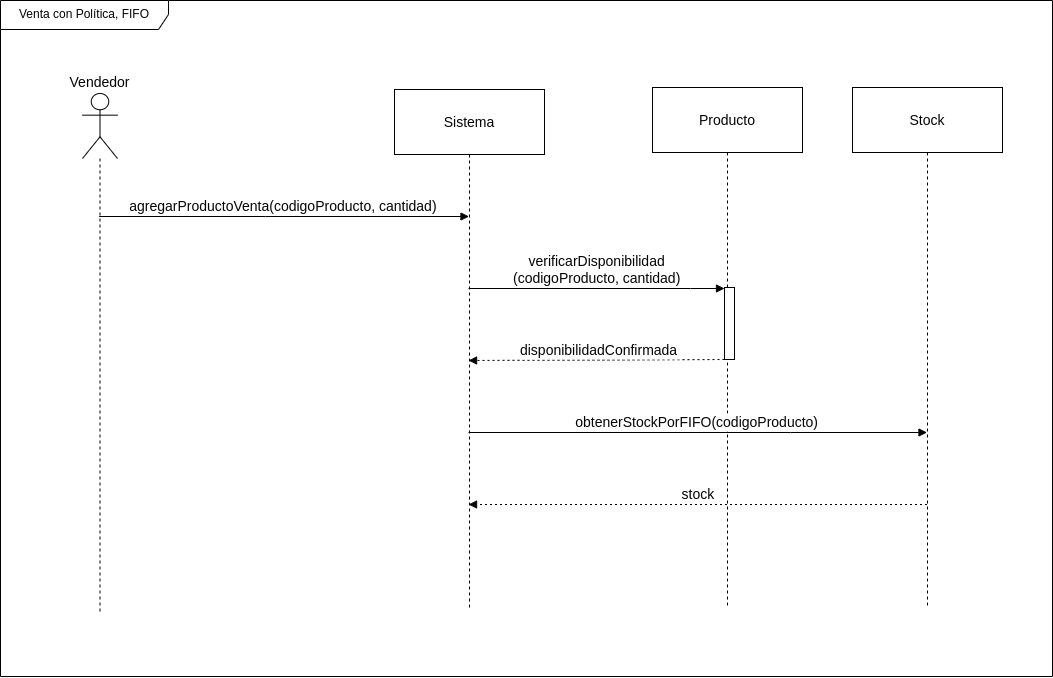 Venta con Política, FIFO
Vendedor
Sistema
Producto
Stock
agregarProductoVenta(codigoProducto, cantidad)
verificarDisponibilidad
(codigoProducto, cantidad)
disponibilidadConfirmada
obtenerStockPorFIFO(codigoProducto)
stock